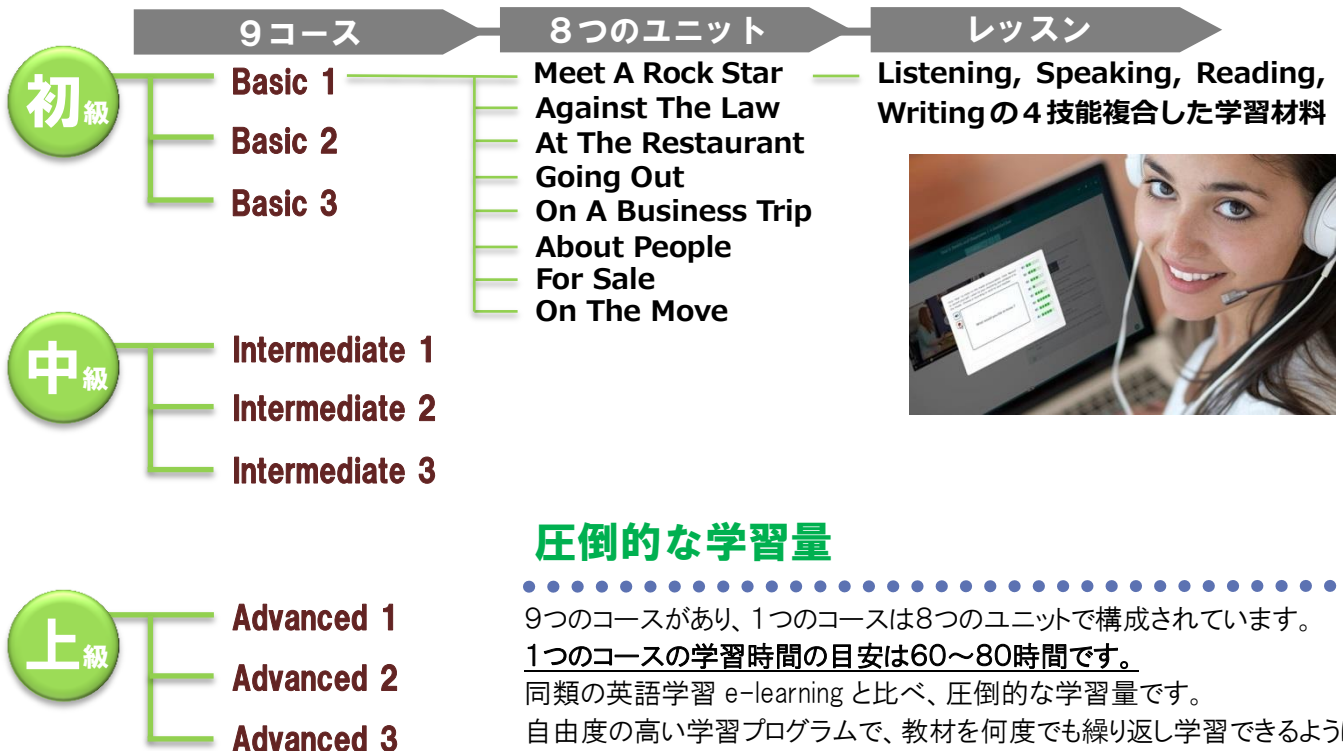 ９コース
８つのユニット
レッスン
初級
Basic 1
Basic 2
Basic 3
Meet A Rock Star
Against The Law
At The Restaurant
Going Out
On A Business Trip
About People
For Sale
On The Move
Listening, Speaking, Reading,
Writingの４技能複合した学習材料
中級
Intermediate 1
Intermediate 2
Intermediate 3
上級
Advanced 1
Advanced 2
Advanced 3
圧倒的な学習量
９つのコースがあり、１つのコースは８つのユニットで構成されています。
１つのコースの学習時間の目安は60～80時間です。
同類の英語学習 e-learning と比べ、圧倒的な学習量です。
自由度の高い学習プログラムで、教材を何度でも繰り返し学習できるよう